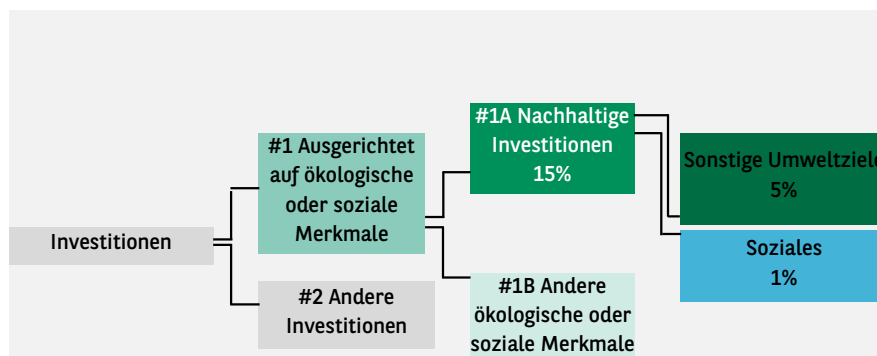 Investitionen
#1 Ausgerichtet
auf ökologische
oder soziale
Merkmale
#2 Andere
Investitionen
#1A Nachhaltige
Investitionen
15%
#1B Andere
ökologische oder
soziale Merkmale
Sonstige Umweltziele
5%
Soziales
1%